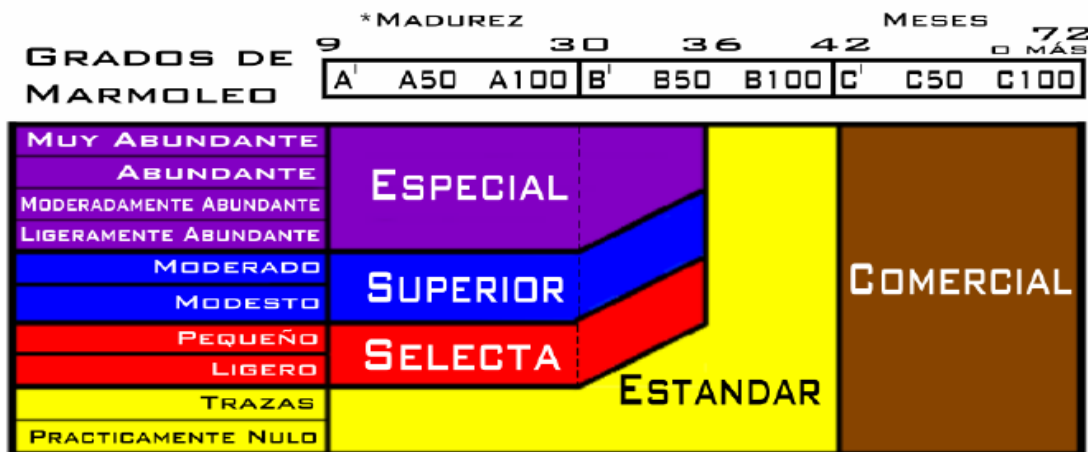 *MADUREZ MESES
9 30 36 42 72 O MÁS
GRADOS DE MARMOLEO
A' A50 A100 B' B50 B100 C' C50 C100
MUY ABUNDANTE
ABUNDANTE
MODERADAMENTE ABUNDANTE
LIGERAMENTE ABUNDANTE
ESPECIAL
MODERADO
MODESTO
SUPERIOR
COMERCIAL
PEQUEÑO
LIGERO
SELECTA
ESTANDAR
TRAZAS
PRACTICAMENTE NULO